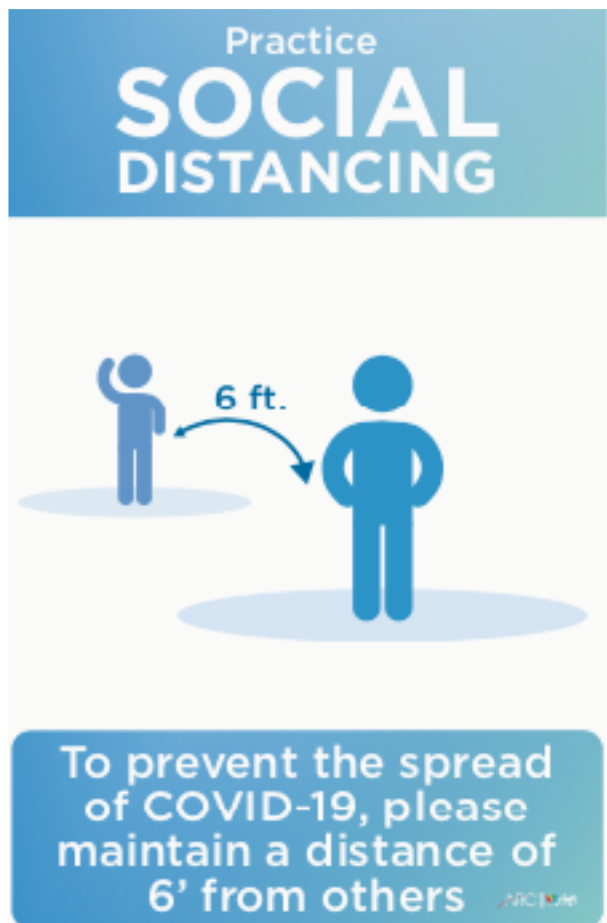 Practice
SOCIAL
DISTANCING
6 ft.
To prevent the spread
of COVID-19, please
maintain a distance of
6’ from others